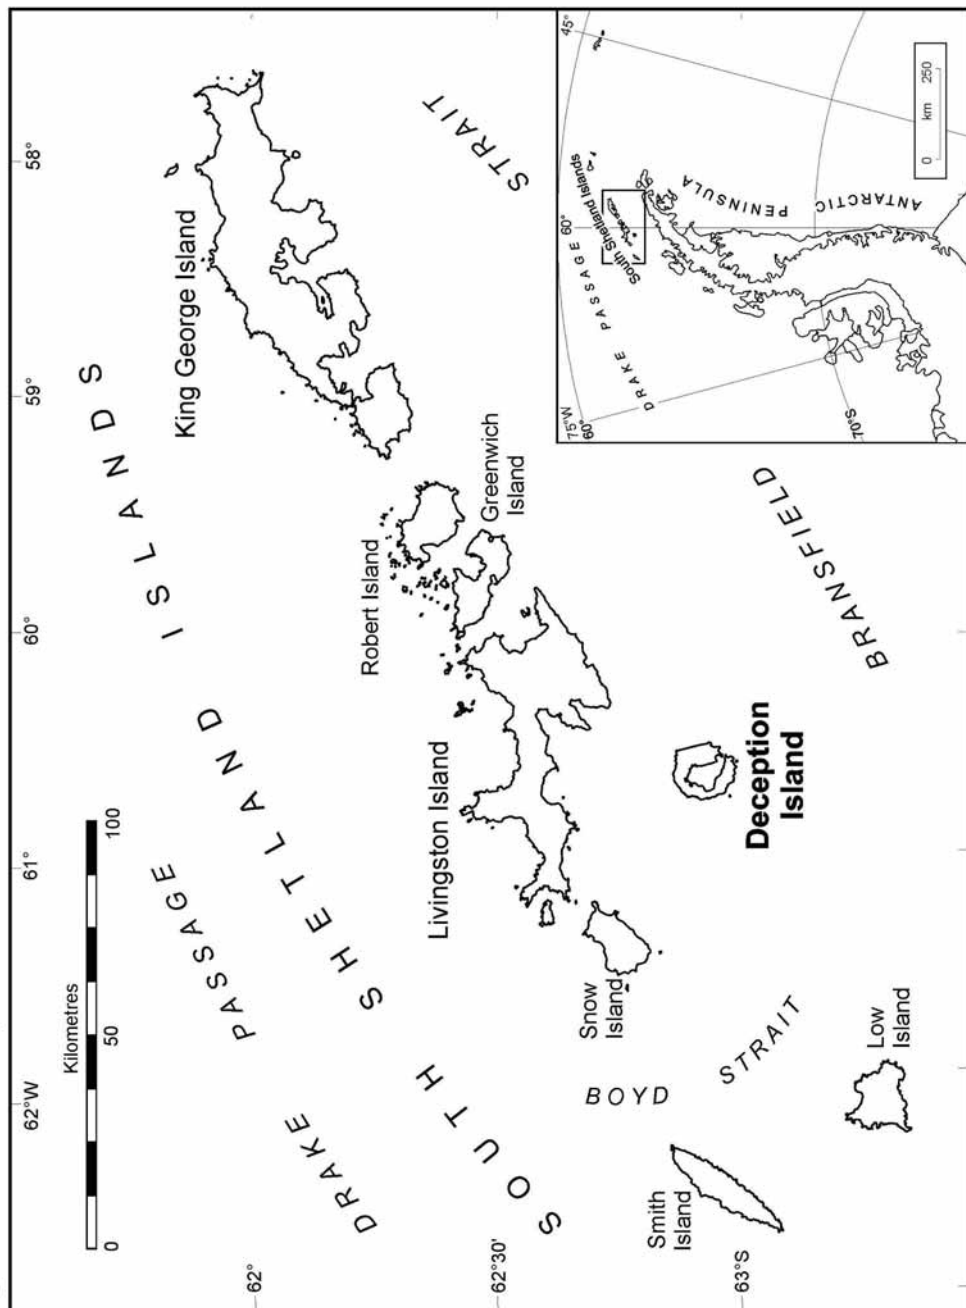 62°W
61°
60°
59°
58°
Kilometres
0
50
100
DRAKE PASSAGE
SOUTH SHETLAND ISLANDS
King George Island
Robert Island
Greenwich
Island
Livingston Island
Snow
Island
Deception
Island
Smith
Island
Low
Island
BOYD
STRAIT
BRANSFIELD
STRAIT
62°
62°30'
63°S
75°W
60°
60°
45°
DRAKE PASSAGE
South Shetland Islands
ANTARCTIC
PENINSULA
70°S
km
0
250